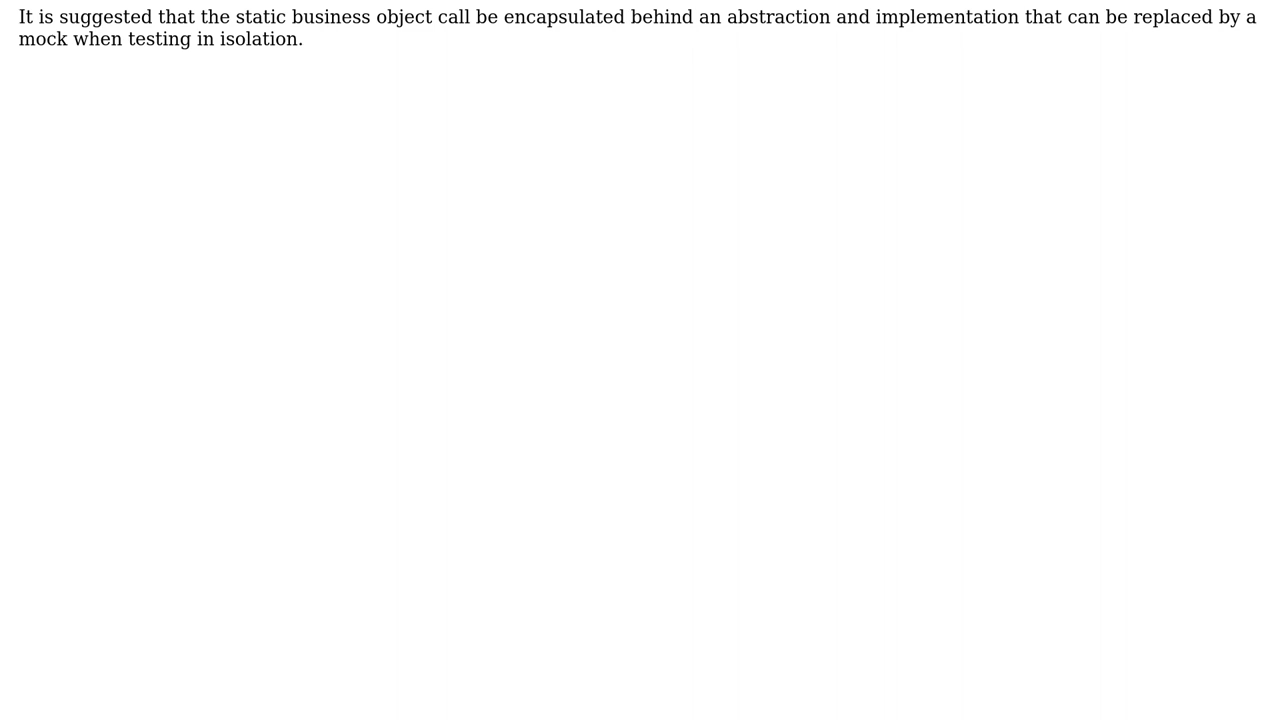 It is suggested that the static business object call be encapsulated behind an abstraction and implementation that can be replaced by a
mock when testing in isolation.